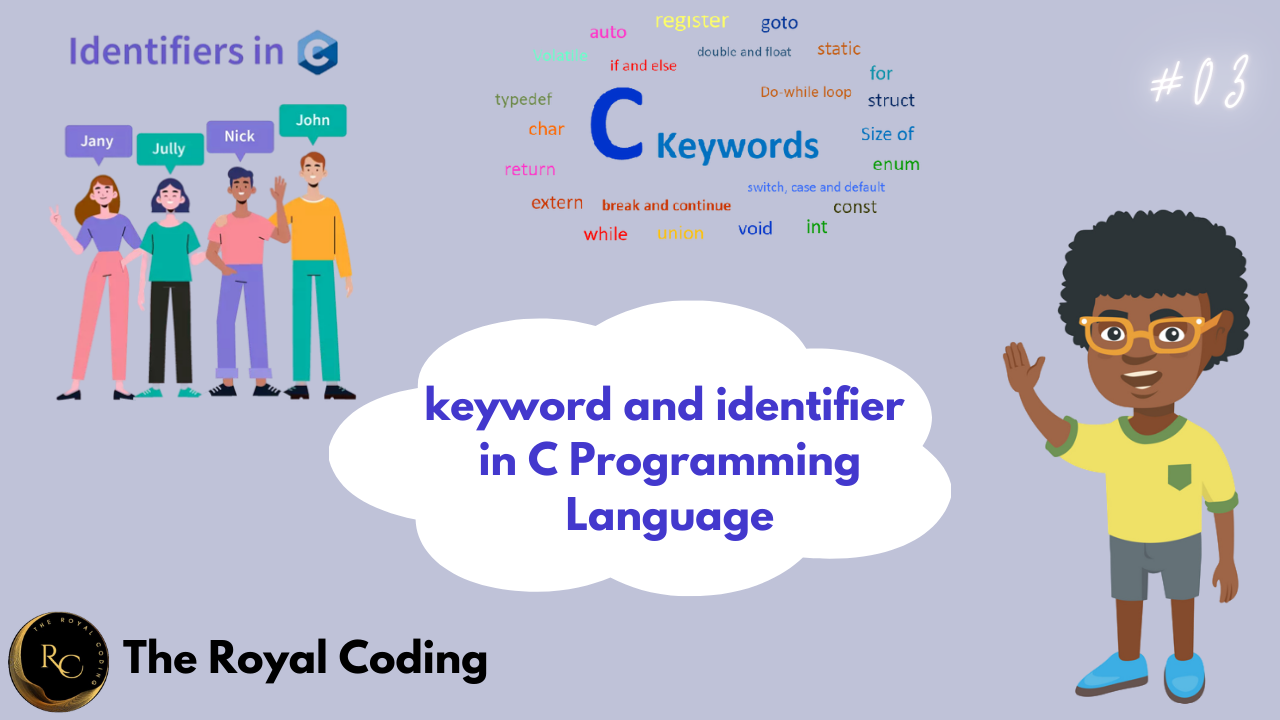 Identifiers in C
Jany
Jully
Nick
John
register
goto
auto
Volatile
if and else
double and float
static
for
typedef
Do-while loop
struct
char
C Keywords
Size of
return
enum
switch, case and default
extern
break and continue
const
while
union
void
int
#03
keyword and identifier
in C Programming
Language
THE ROYAL CODING
RC
The Royal Coding